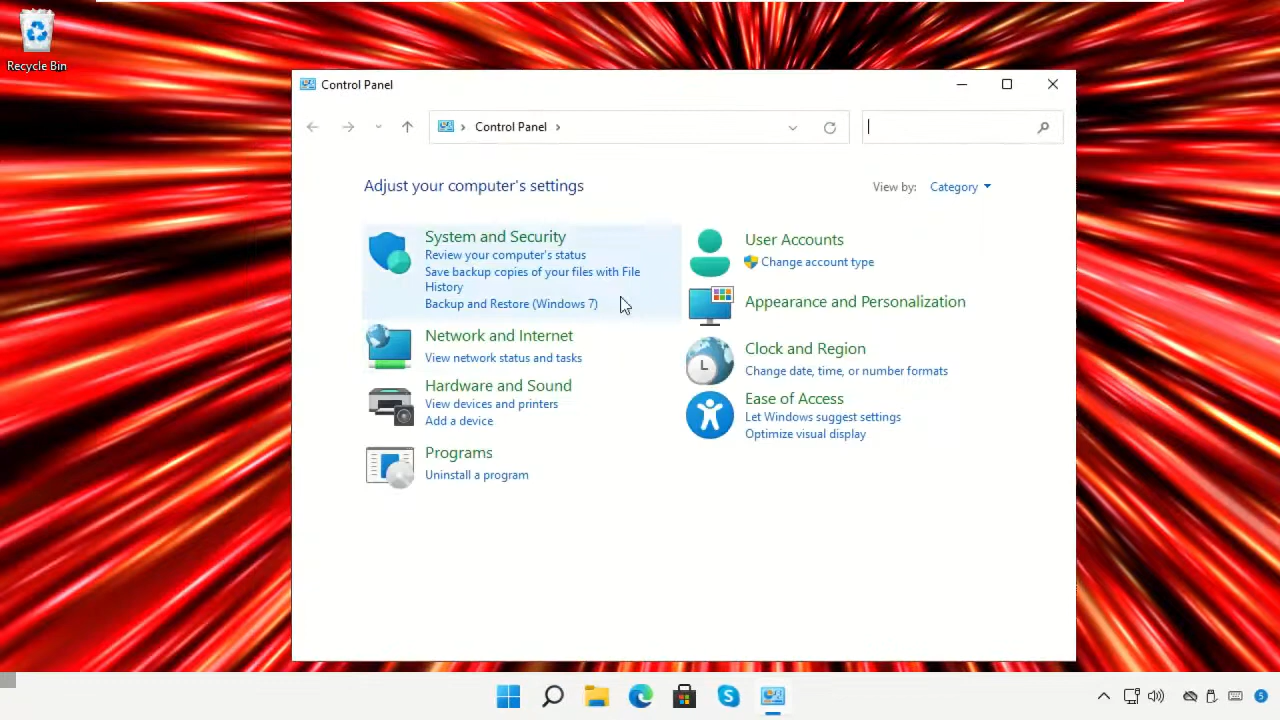 Recycle Bin
Control Panel
Control Panel
Adjust your computer's settings
View by: Category
System and Security
Review your computer's status
Save backup copies of your files with File
History
Backup and Restore (Windows 7)
Network and Internet
View network status and tasks
Hardware and Sound
View devices and printers
Add a device
Programs
Uninstall a program
User Accounts
Change account type
Appearance and Personalization
Clock and Region
Change date, time, or number formats
Ease of Access
Let Windows suggest settings
Optimize visual display
5